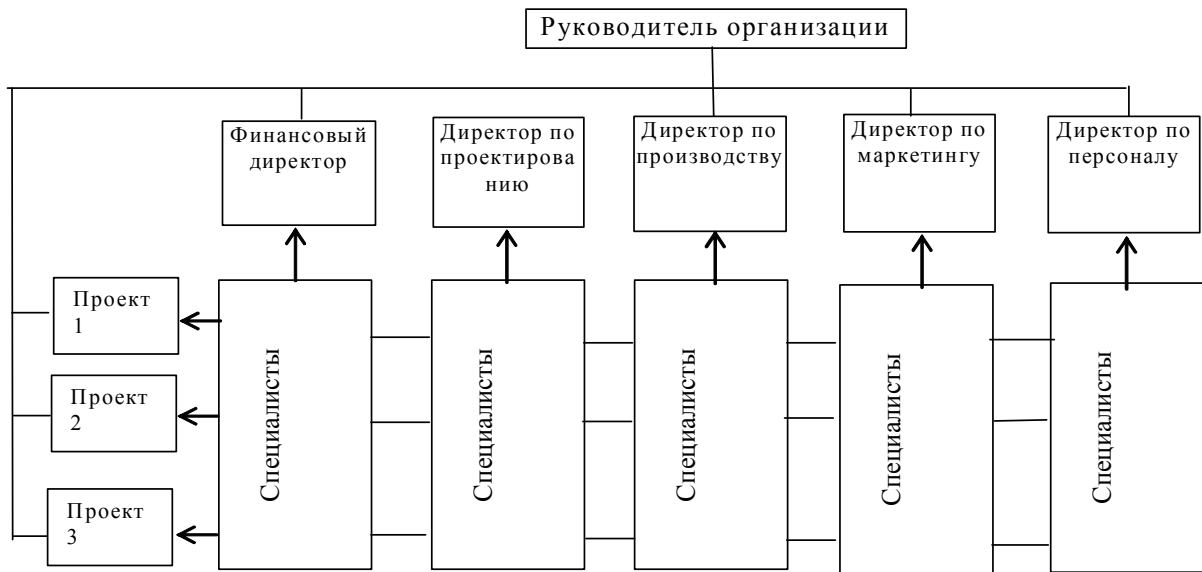 Руководитель организации
Финансовый
директор
Директор по
проектирова
нию
Директор по
производству
Директор по
маркетингу
Директор по
персоналу
Проект
1
Проект
2
Проект
3
Специалисты
Специалисты
Специалисты
Специалисты
Специалисты